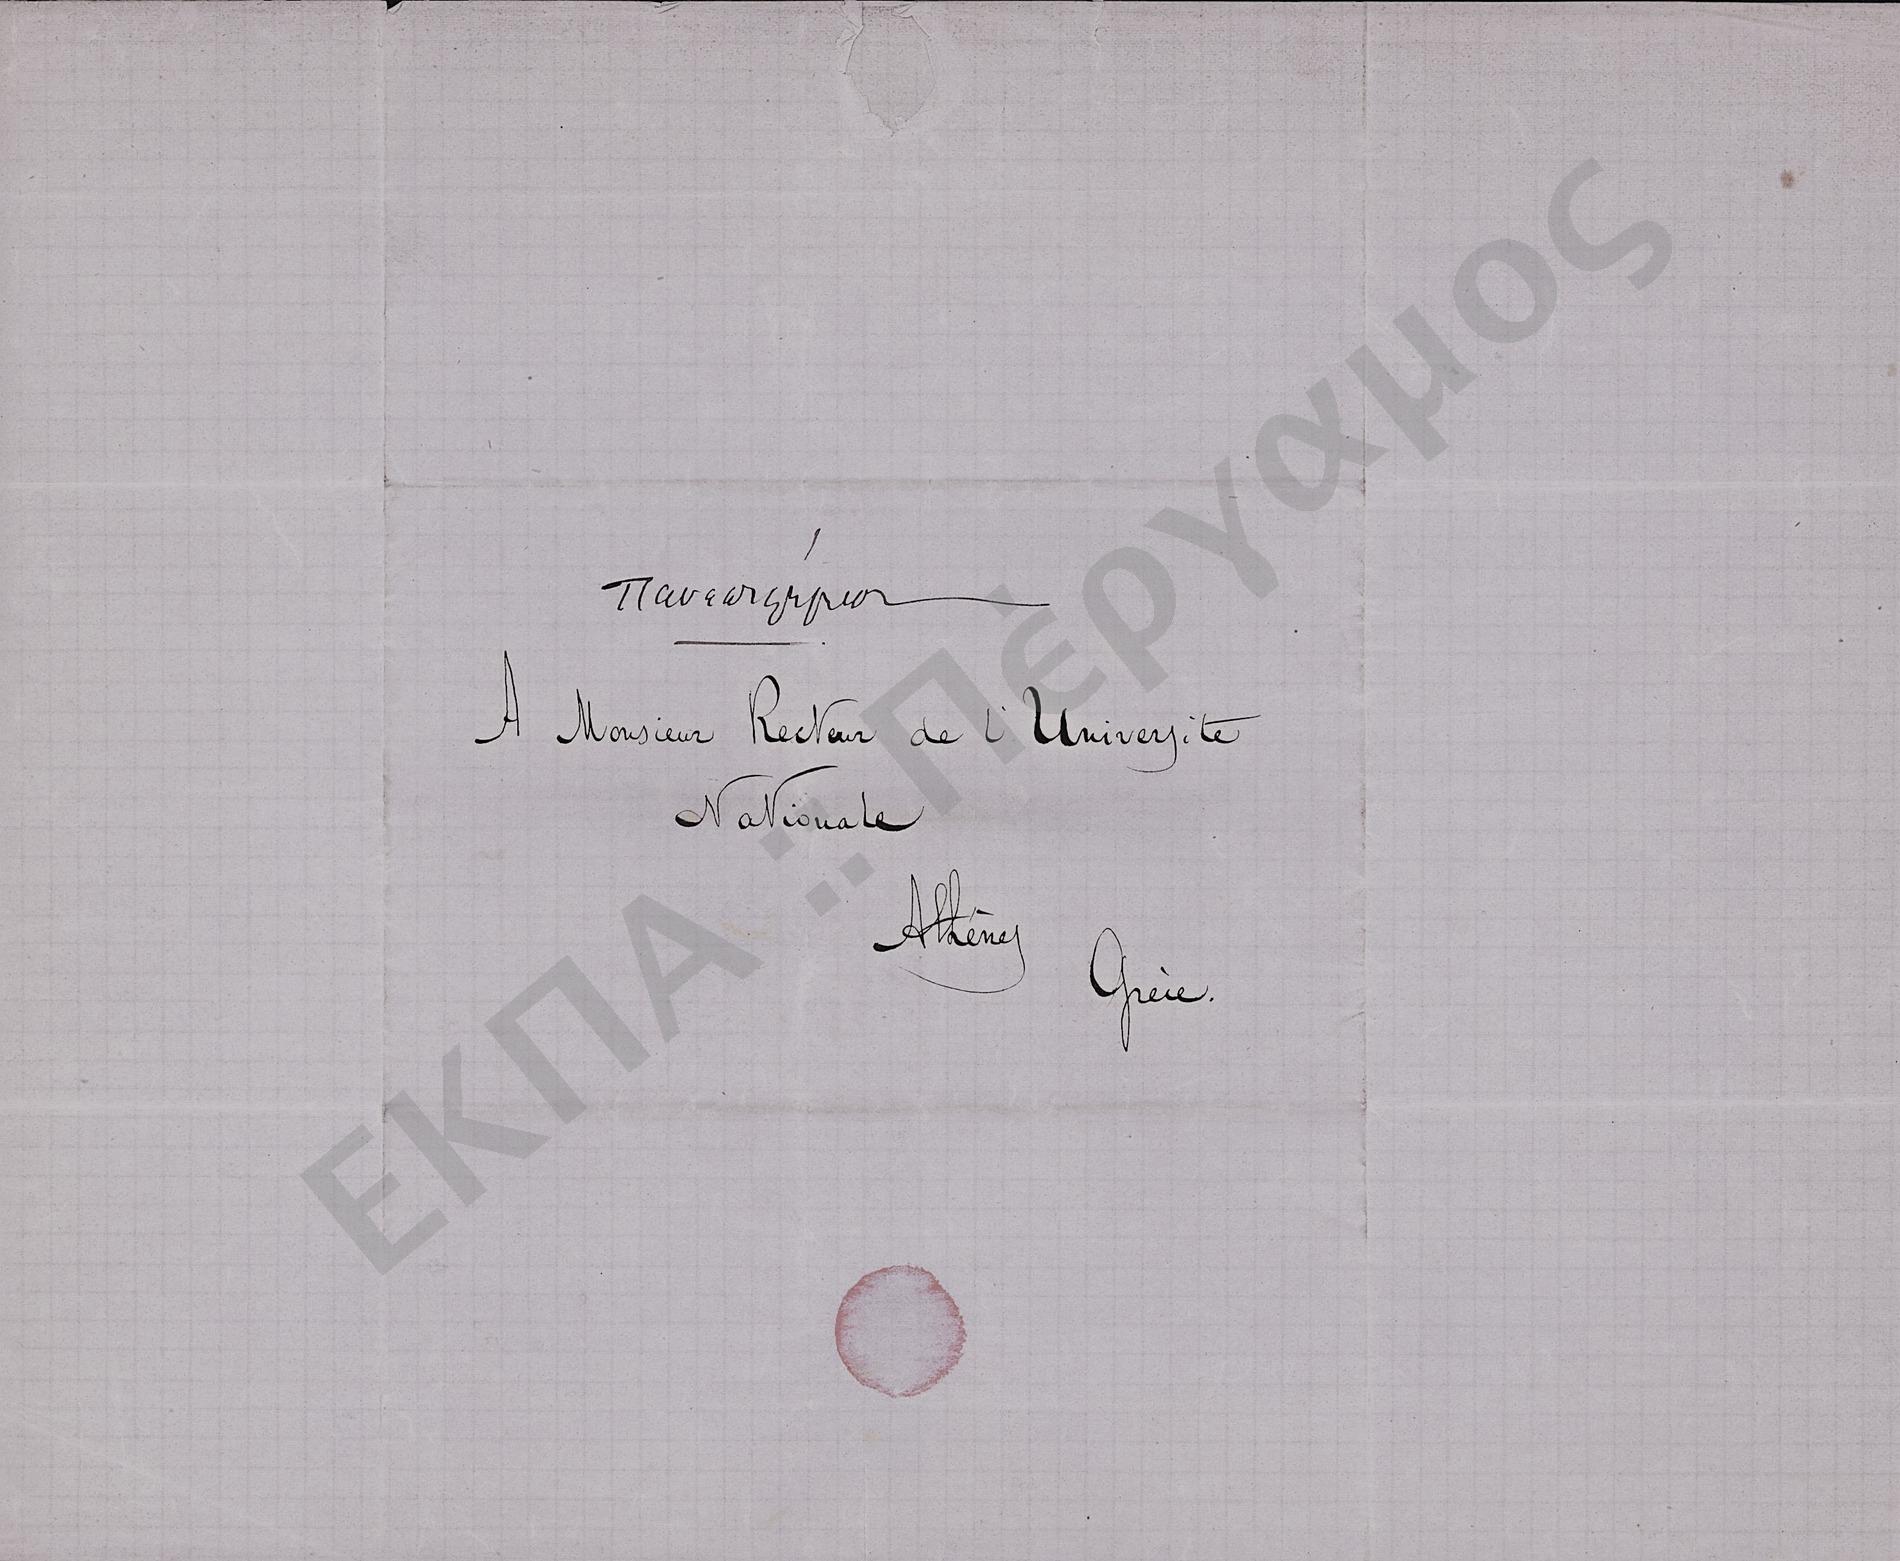 Πανεπιστήμιον
A Monsieur Recteur de l'Université
Nationale
Athènes
Grèce.
ΕΚΠΑ :: Πέργαμος